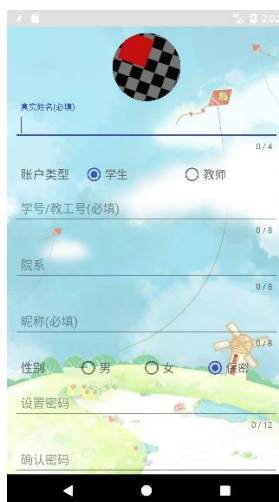 2:02
真实姓名(必填)
0/4
账户类型 学生 教师
学号/教工号(必填)
0/8
院系
0/8
昵称(必填)
0/8
性别 男 女 保密
设置密码
0/12
确认密码